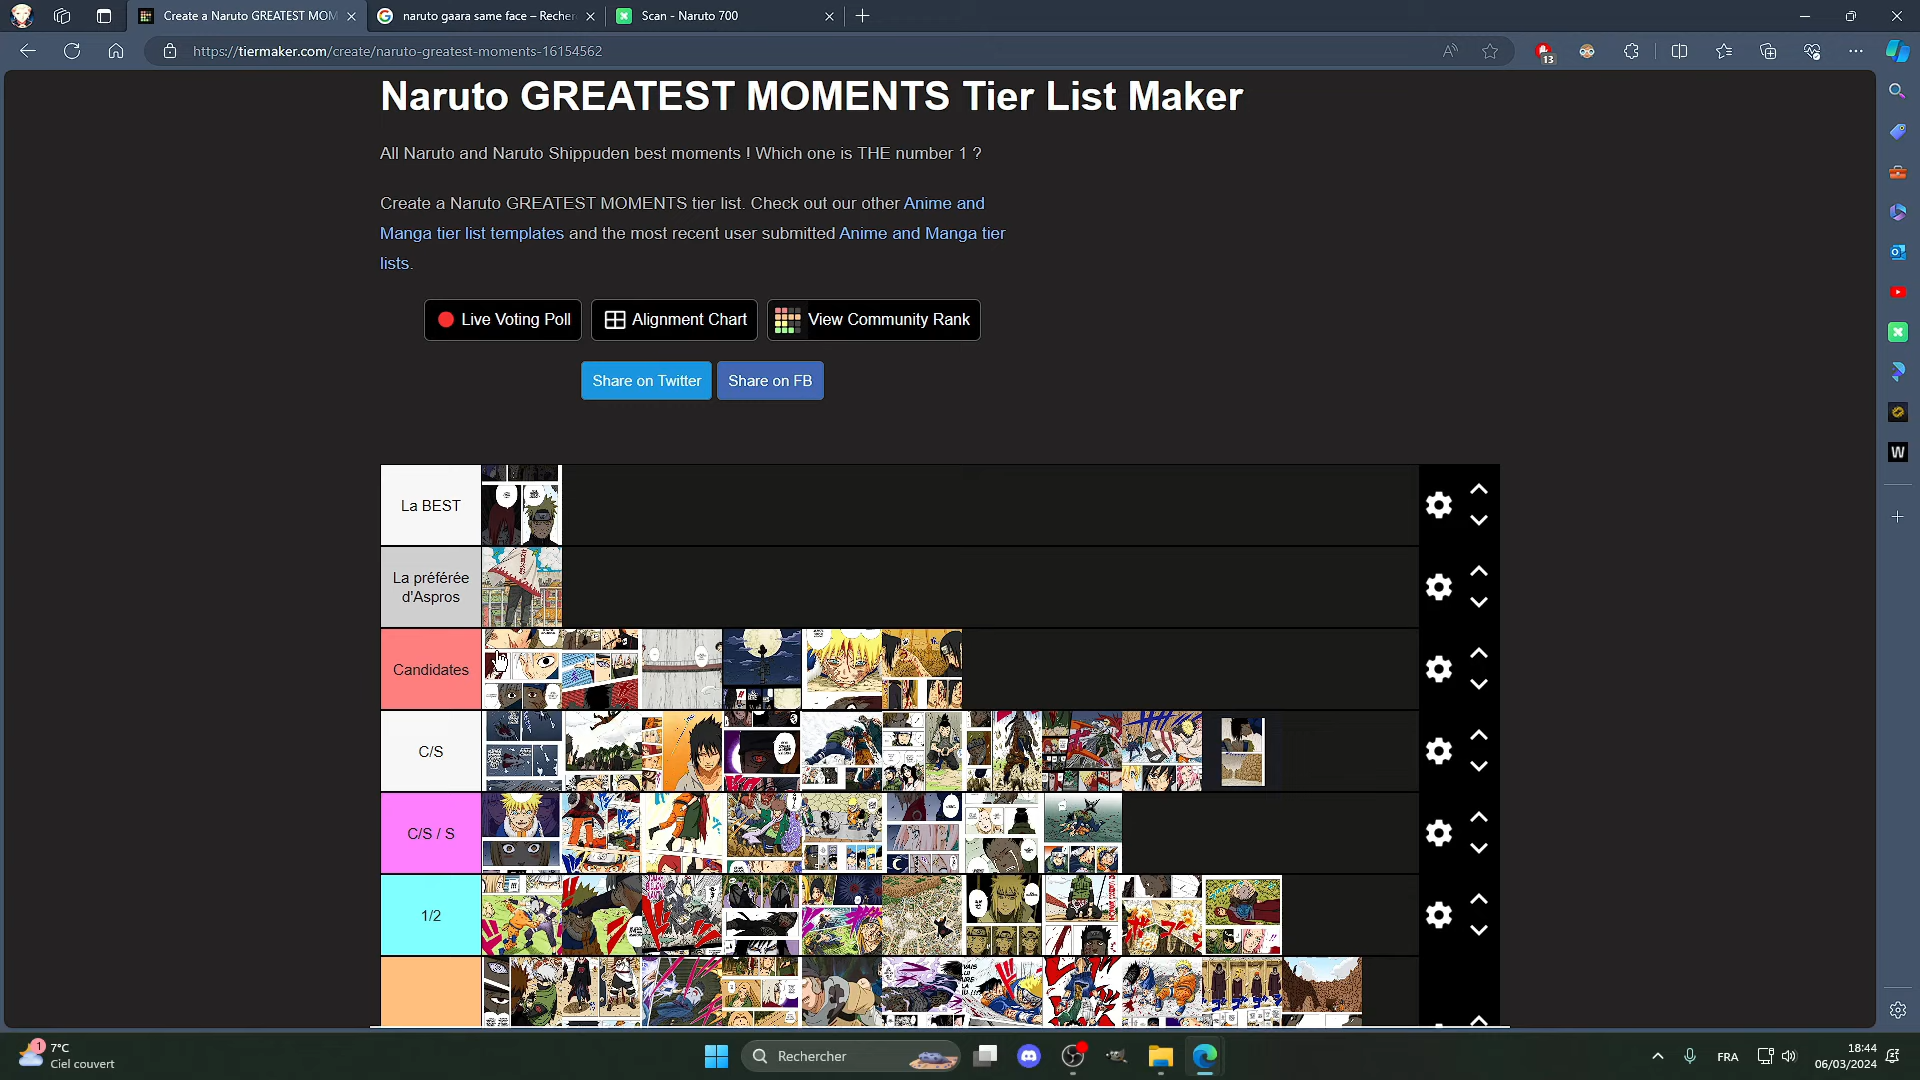 Create a Naruto GREATEST MOM
naruto gaara same face – Recher
Scan - Naruto 700
https://tiermaker.com/create/naruto-greatest-moments-16154562
13
Naruto GREATEST MOMENTS Tier List Maker
All Naruto and Naruto Shippuden best moments ! Which one is THE number 1 ?
Create a Naruto GREATEST MOMENTS tier list. Check out our other Anime and
Manga tier list templates and the most recent user submitted Anime and Manga tier
lists.
Live Voting Poll
Alignment Chart
View Community Rank
Share on Twitter
Share on FB
La BEST
La préférée
d'Aspros
Candidates
C/S
C/S / S
1/2
1
7°C
Ciel couvert
Rechercher
FRA
18:44
06/03/2024